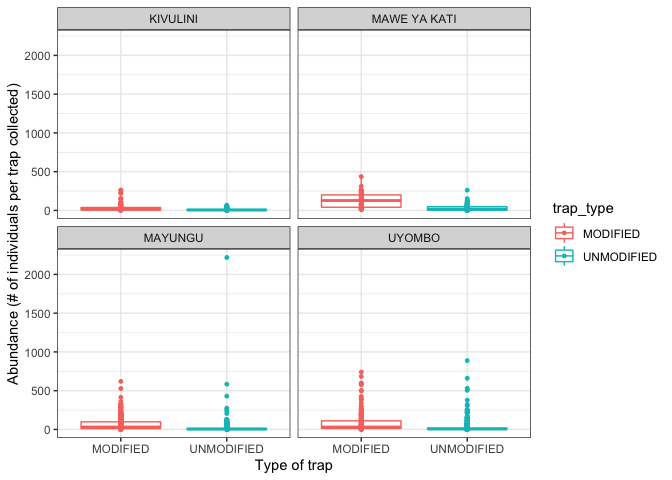 KIVULINI
MAWE YA KATI
2000
1500
1000
500
0
MAYUNGU
UYOMBO
2000
1500
1000
500
0
MODIFIED
UNMODIFIED
MODIFIED
UNMODIFIED
Type of trap
Abundance (# of individuals per trap collected)
trap_type
MODIFIED
UNMODIFIED